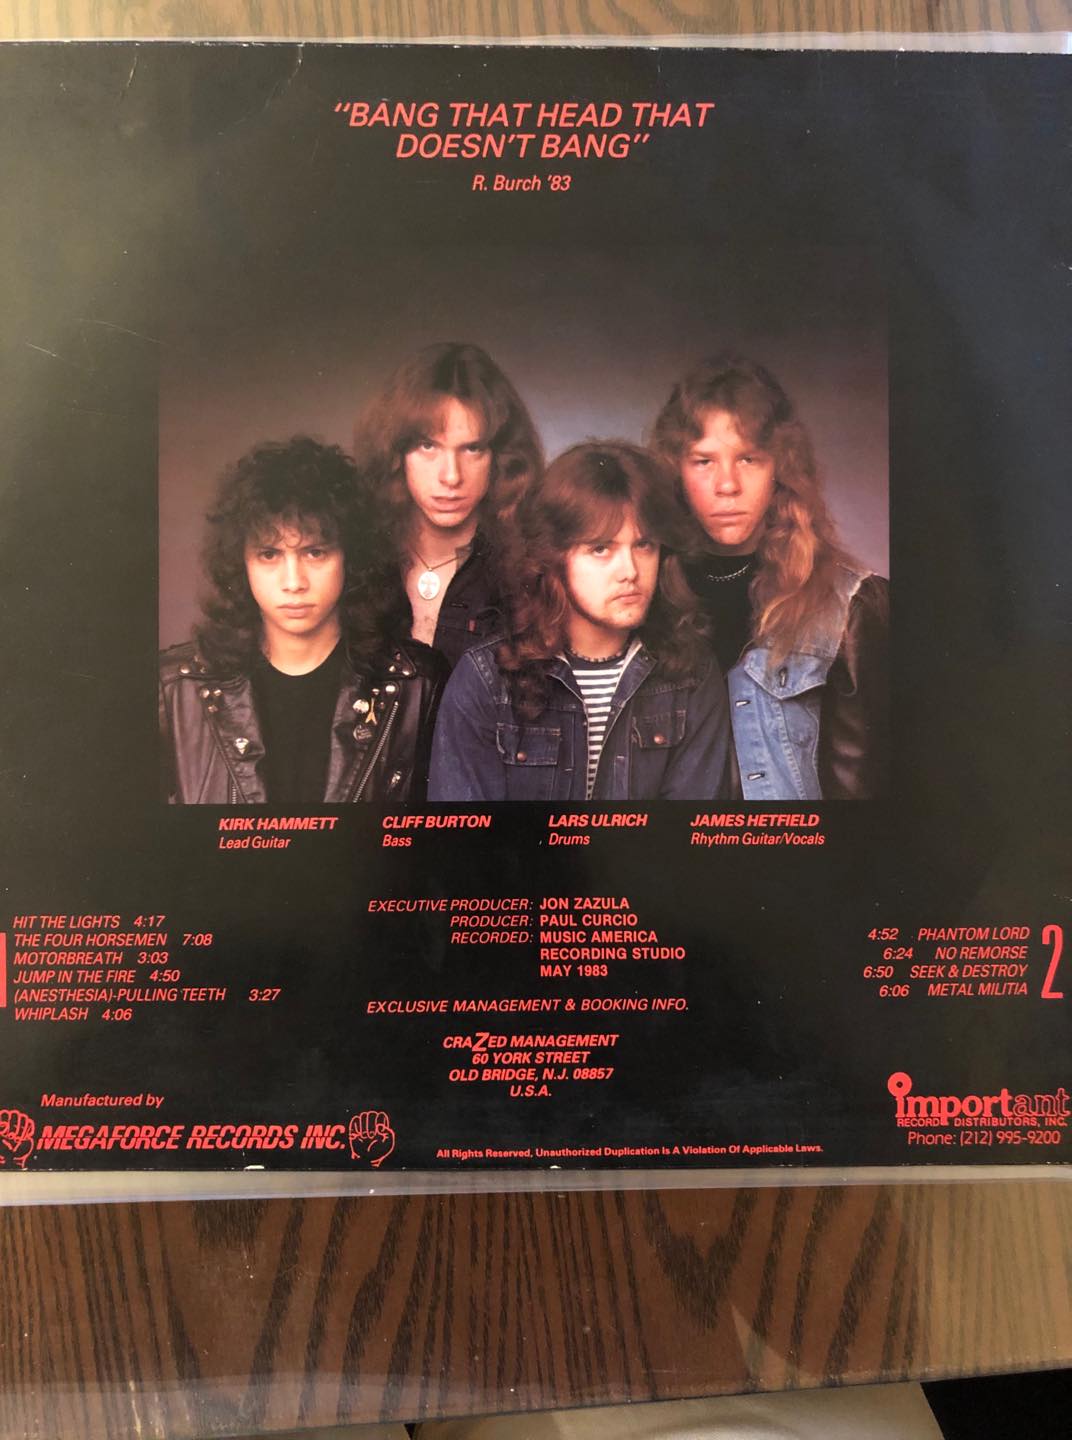 "BANG THAT HEAD THAT
DOESN'T BANG"
R. Burch '83
KIRK HAMMETT
Lead Guitar
CLIFF BURTON
Bass
LARS ULRICH
Drums
JAMES HETFIELD
Rhythm Guitar/Vocals
EXECUTIVE PRODUCER: JON ZAZULA
PRODUCER: PAUL CURCIO
RECORDED: MUSIC AMERICA
RECORDING STUDIO
MAY 1983
1
HIT THE LIGHTS 4:17
THE FOUR HORSEMEN 7:08
MOTORBREATH 3:03
JUMP IN THE FIRE 4:50
(ANESTHESIA)-PULLING TEETH 3:27
WHIPLASH 4:06
4:52 PHANTOM LORD
6:24 NO REMORSE
6:50 SEEK & DESTROY
6:06 METAL MILITIA
2
EXCLUSIVE MANAGEMENT & BOOKING INFO.
CRAZED MANAGEMENT
60 YORK STREET
OLD BRIDGE, N.J. 08857
U.S.A.
Manufactured by
MEGAFORCE RECORDS INC.
All Rights Reserved, Unauthorized Duplication Is A Violation Of Applicable Laws.
important
RECORD DISTRIBUTORS, INC.
Phone: (212) 995-9200